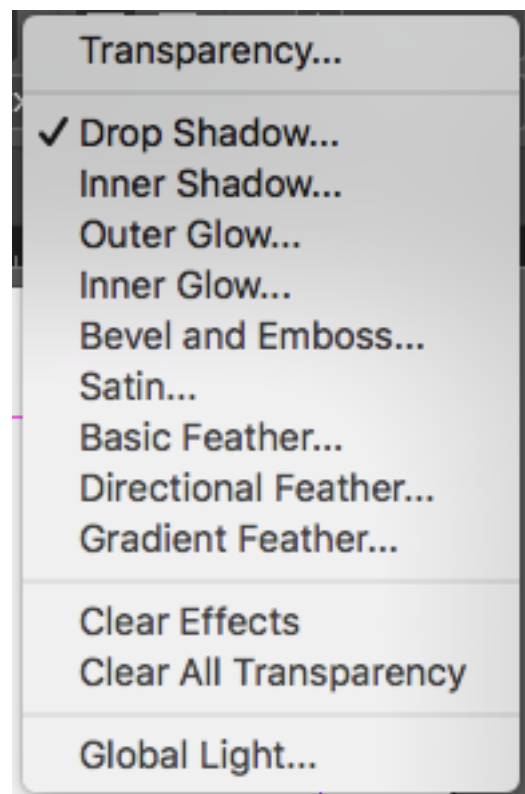 Transparency...
✓ Drop Shadow...
Inner Shadow...
Outer Glow...
Inner Glow...
Bevel and Emboss...
Satin...
Basic Feather...
Directional Feather...
Gradient Feather...
Clear Effects
Clear All Transparency
Global Light...